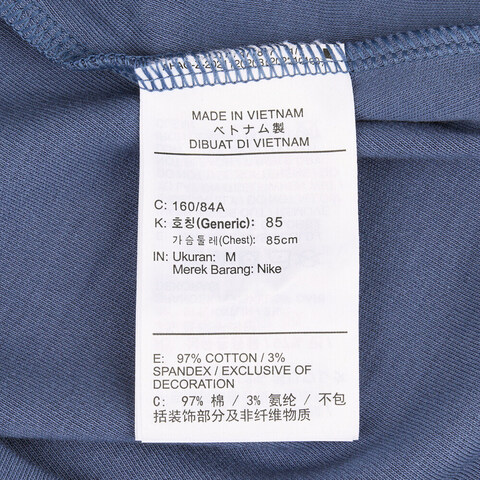 MADE IN VIETNAM
ベトナム製
DIBUAT DI VIETNAM
C: 160/84A
K: 호칭(Generic): 85
가슴둘레(Chest): 85cm
IN: Ukuran: M
Merek Barang: Nike
E: 97% COTTON / 3%
SPANDEX / EXCLUSIVE OF
DECORATION
C: 97% 棉 / 3% 氨纶 / 不包
括装饰部分及非纤维物质